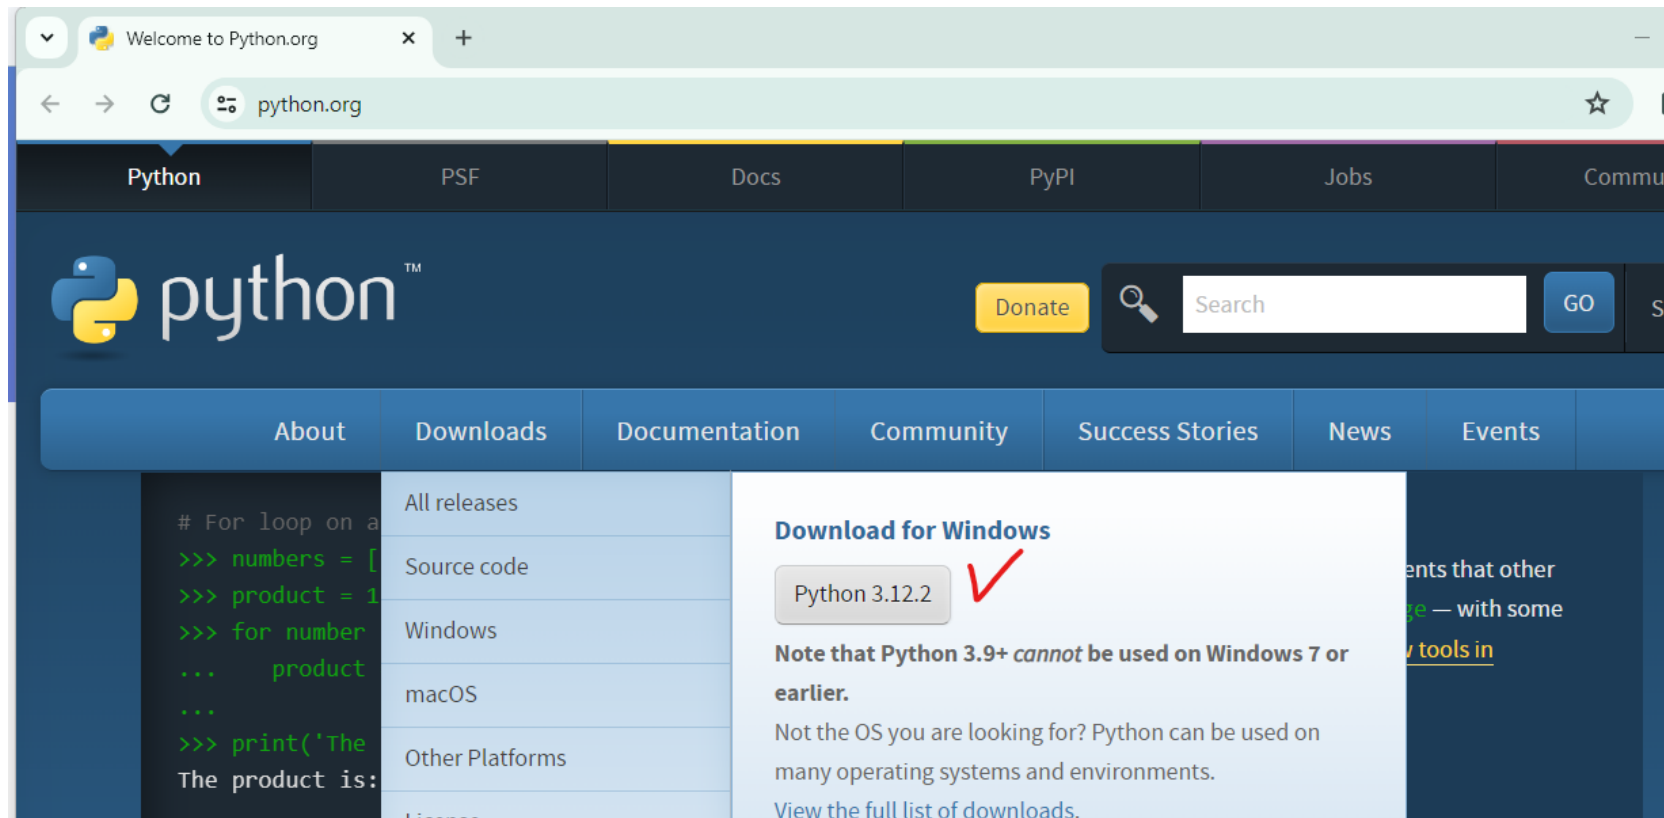 Welcome to Python.org
python.org
Python PSF Docs PyPI Jobs
python™
Donate Search GO
About Downloads Documentation Community Success Stories News Events
# For loop on a
>>> numbers = [
>>> product = 1
>>> for number
... product
...
>>> print('The
The product is:
All releases
Source code
Windows
macOS
Other Platforms
Download for Windows
Python 3.12.2
Note that Python 3.9+ cannot be used on Windows 7 or
earlier.
Not the OS you are looking for? Python can be used on
many operating systems and environments.
View the full list of downloads.
that other
— with some
tools in